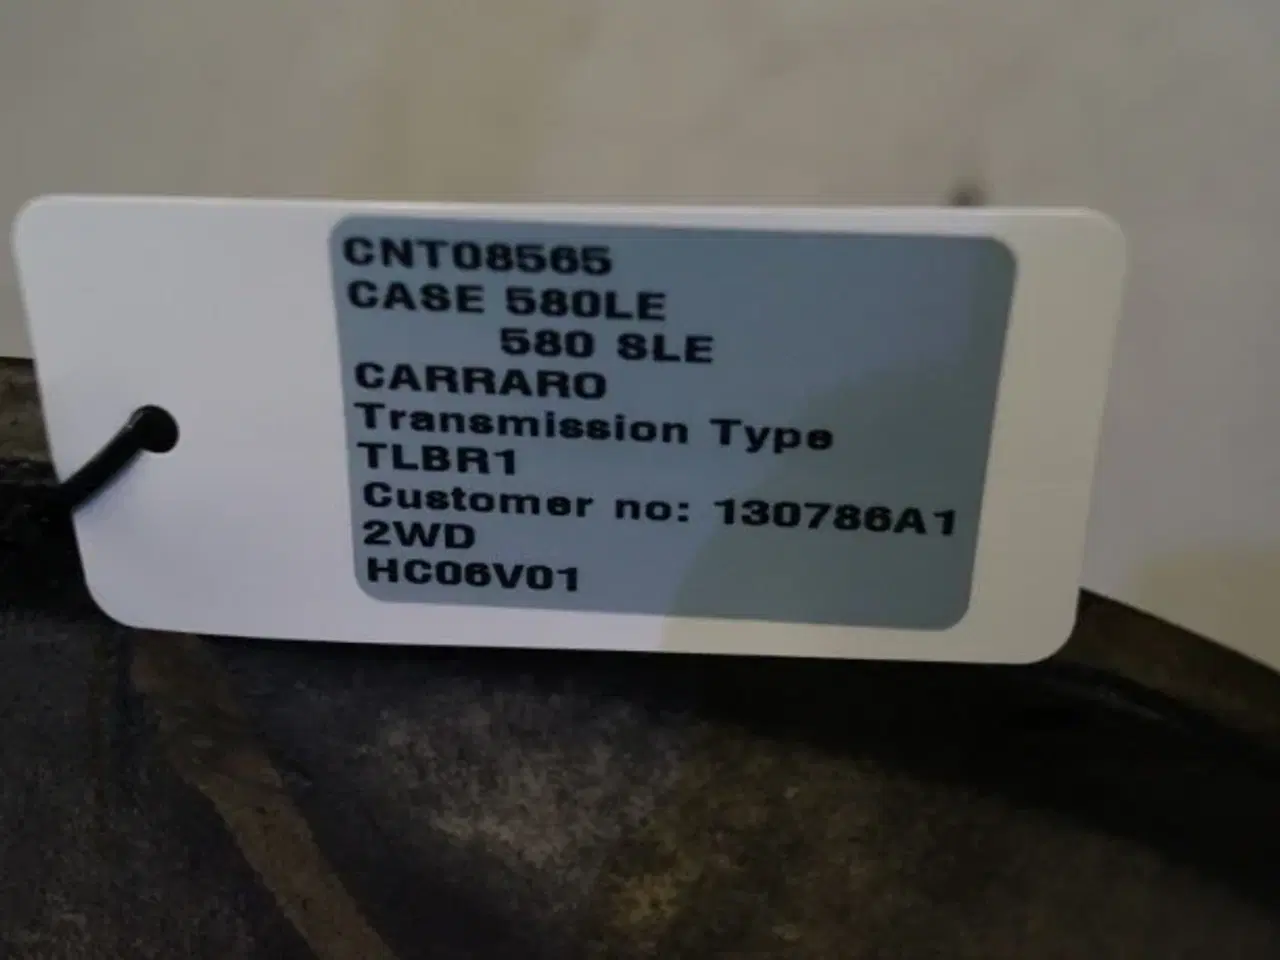 CNT08565
CASE 580LE
580 SLE
CARRARO
Transmission Type
TLBR1
Customer no: 130786A1
2WD
HC06V01